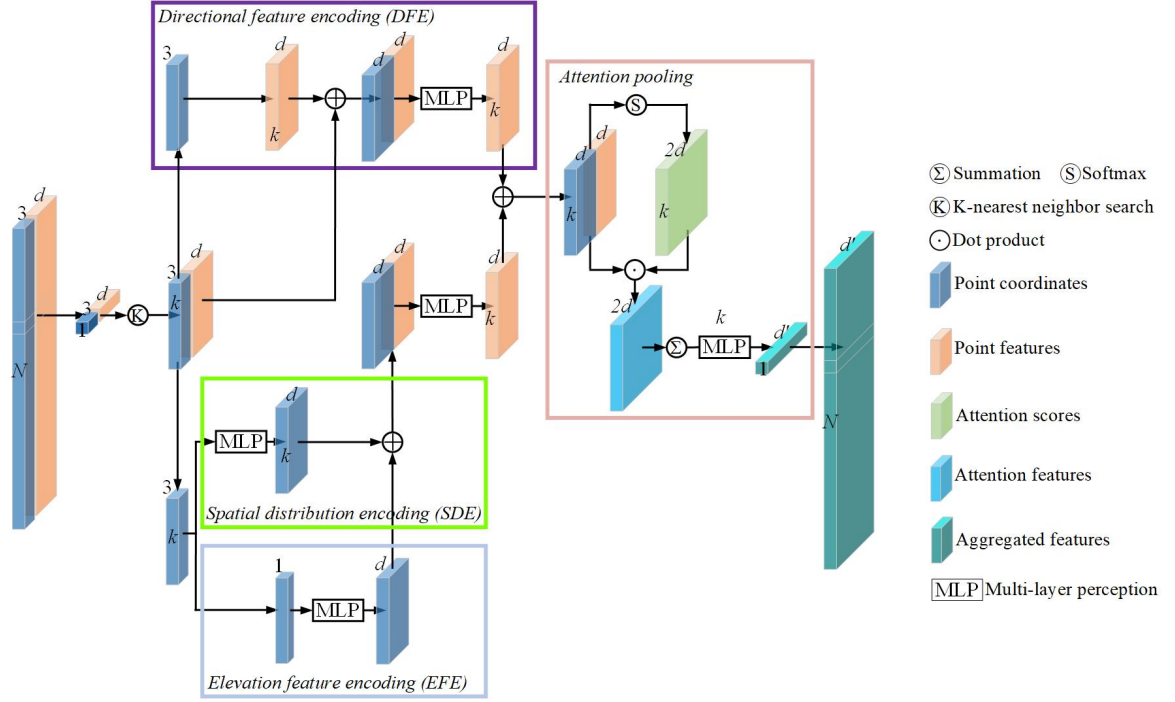 Directional feature encoding (DFE)
3
d
k
d
d
MLP
d
k
Attention pooling
S
d
d
k
2d
k
2d
Σ
k
MLP
d'
1
d'
N
3
d
N
3
d
1
K
3
d
k
d
d
MLP
d
k
MLP
d
k
Spatial distribution encoding (SDE)
3
k
1
MLP
d
Elevation feature encoding (EFE)
Σ Summation S Softmax
K K-nearest neighbor search
Dot product
Point coordinates
Point features
Attention scores
Attention features
Aggregated features
MLP Multi-layer perception